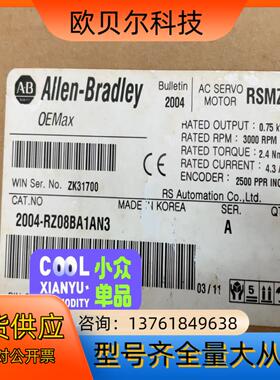 欧贝尔科技
AB
Allen-Bradley
OEMax
Bulletin
2004
AC SERVO
MOTOR
RSMZ
RATED OUTPUT : 0.75 k
RATED RPM : 3000 RPM
RATED TORQUE : 2.4 Nm
RATED CURRENT : 4.3 A
ENCODER : 2500 PPR INC
WIN Ser. No. ZK31700
RS Automation Co., Ltd.
CAT. NO.
MADE IN KOREA
SER.
2004-RZ08BA1AN3
A
COOL
小众
XIANYU
单品
03/11
咨询：13761849638
型号齐全量大从